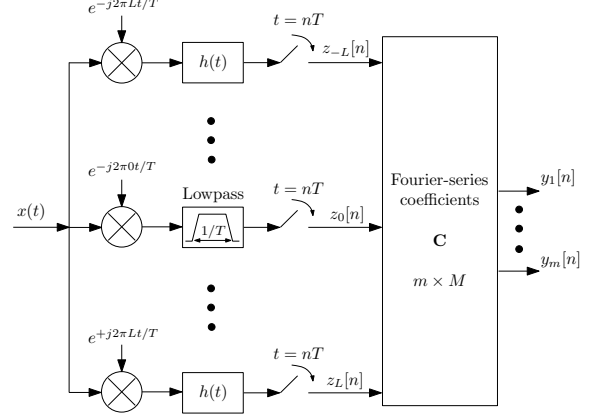 e^{-j2πLt/T}
t = nT
h(t)
z_{-L}[n]
e^{-j2π0t/T}
Lowpass
t = nT
x(t)
1/T
z_0[n]
Fourier-series
coefficients
C
m × M
y_1[n]
y_m[n]
e^{+j2πLt/T}
t = nT
h(t)
z_L[n]